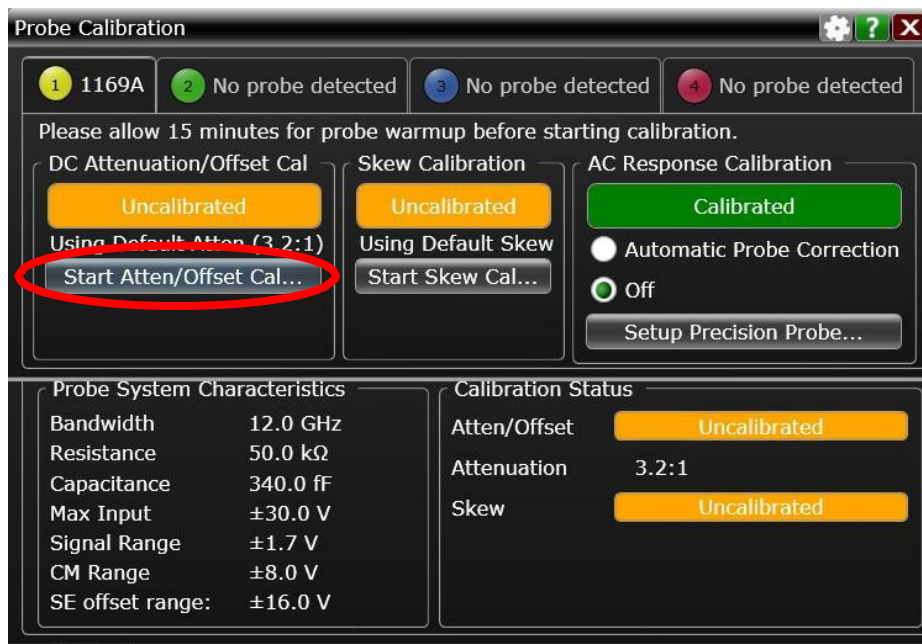 Probe Calibration
?
X
1 1169A
2 No probe detected
3 No probe detected
4 No probe detected
Please allow 15 minutes for probe warmup before starting calibration.
DC Attenuation/Offset Cal
Uncalibrated
Using Default Atten (3.2:1)
Start Atten/Offset Cal...
Skew Calibration
Uncalibrated
Using Default Skew
Start Skew Cal...
AC Response Calibration
Calibrated
Automatic Probe Correction
Off
Setup Precision Probe...
Probe System Characteristics
Bandwidth 12.0 GHz
Resistance 50.0 kΩ
Capacitance 340.0 fF
Max Input ±30.0 V
Signal Range ±1.7 V
CM Range ±8.0 V
SE offset range: ±16.0 V
Calibration Status
Atten/Offset Uncalibrated
Attenuation 3.2:1
Skew Uncalibrated